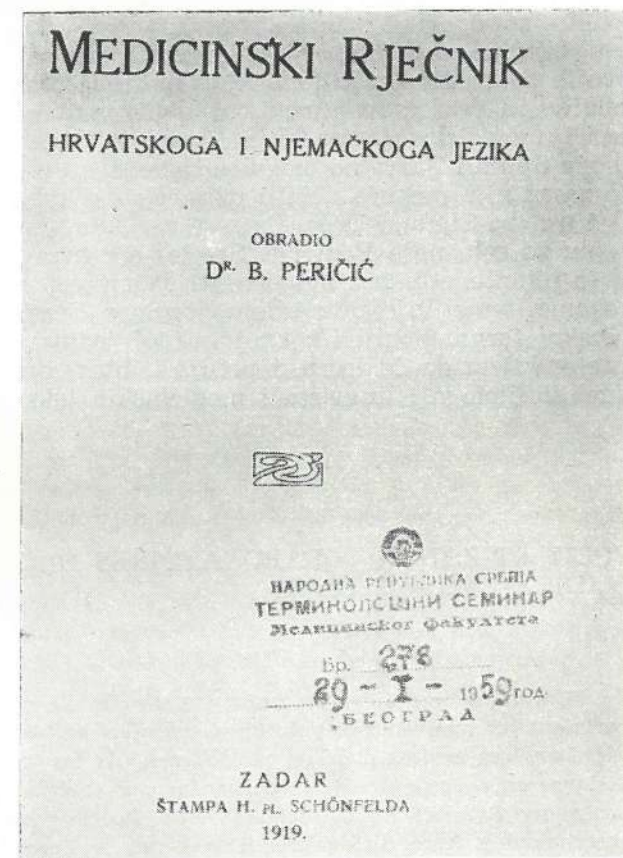 MEDICINSKI RJEČNIK
HRVATSKOGA I NJEMAČKOGA JEZIKA
OBRADIO
DR. B. PERIČIĆ
НАРОДНА РЕПУБЛИКА СРБИЈА
ТЕРМИНОЛОШКИ СЕМИНАР
Медицинског факултета
Бр. 278
29 - I - 1959 год.
БЕОГРАД
ZADAR
ŠTAMPA H. PL. SCHÖNFELDA
1919.